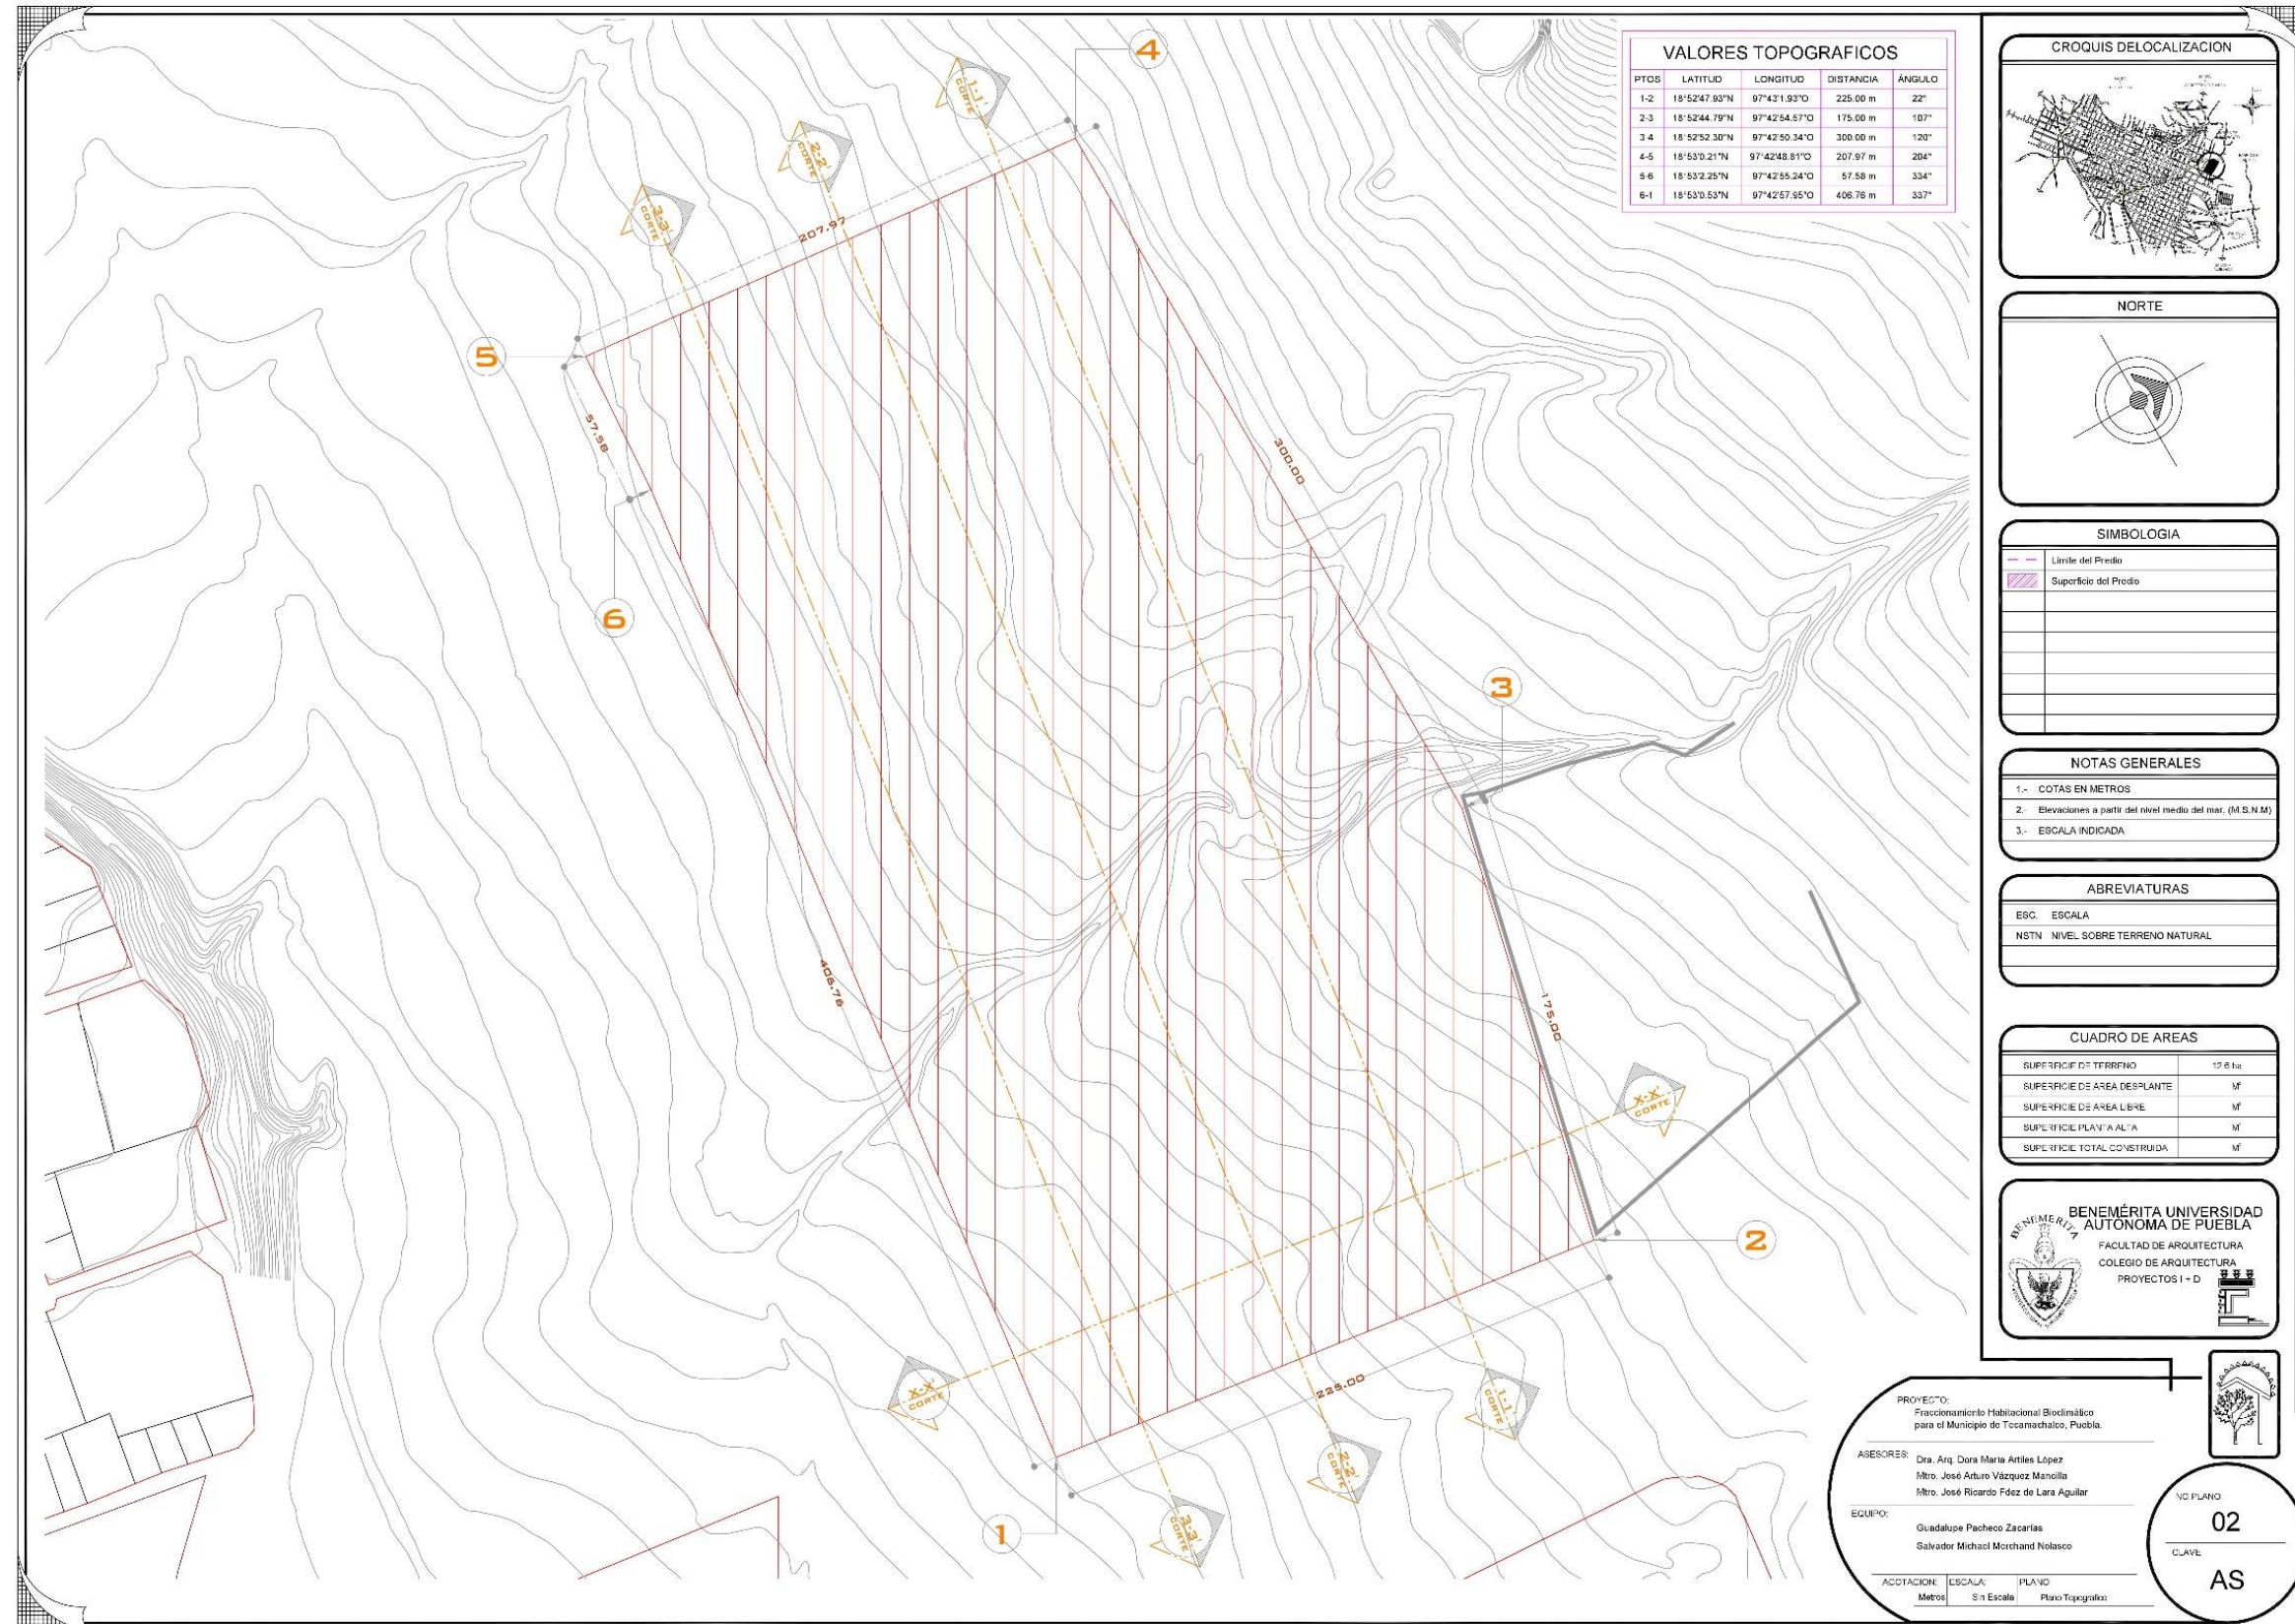 VALORES TOPOGRAFICOS
PTOS LATITUD LONGITUD DISTANCIA ÁNGULO
1-2 18°52'47.93"N 97°43'1.93"O 225.00 m 22°
2-3 18°52'44.79"N 97°42'54.57"O 175.00 m 107°
3 4 18°52'52.30"N 97°42'50.34"O 300.00 m 120°
4-5 18°53'0.21"N 97°42'48.81"O 207.97 m 204°
5-6 18°53'2.25"N 97°42'55.24"O 57.58 m 334°
6-1 18°53'0.53"N 97°42'57.95"O 406.76 m 337°
4
1-1'
CORTE
2-2'
CORTE
3-3'
CORTE
207.97
5
57.58
300.00
6
3
406.76
175.00
X-X'
CORTE
2
X-X'
CORTE
225.00
1-1'
CORTE
2-2'
CORTE
3-3'
CORTE
1
CROQUIS DELOCALIZACION
NORTE
SIMBOLOGIA
Limite del Predio
Superficie del Predio
NOTAS GENERALES
1.- COTAS EN METROS
2.- Elevaciones a partir del nivel medio del mar, (M.S.N.M)
3.- ESCALA INDICADA
ABREVIATURAS
ESC. ESCALA
NSTN NIVEL SOBRE TERRENO NATURAL
CUADRO DE AREAS
SUPERFICIE DE TERRENO 12.6 ha
SUPERFICIE DE AREA DESPLANTE M²
SUPERFICIE DE AREA LIBRE M²
SUPERFICIE PLANTA ALTA M²
SUPERFICIE TOTAL CONSTRUIDA M²
BENEMÉRITA UNIVERSIDAD
AUTÓNOMA DE PUEBLA
FACULTAD DE ARQUITECTURA
COLEGIO DE ARQUITECTURA
PROYECTOS I + D
PROYECTO:
Fraccionamiento Habitacional Bioclimático
para el Municipio de Tecamachalco, Puebla.
ASESORES: Dra. Arq. Dora María Artiles López
Mtro. José Arturo Vázquez Mancilla
Mtro. José Ricardo Fdez de Lara Aguilar
EQUIPO:
Guadalupe Pacheco Zacarías
Salvador Michael Merchand Nolasco
ACOTACION: ESCALA: PLANO:
Metros Sin Escala Plano Topografico
NO PLANO
02
CLAVE
AS